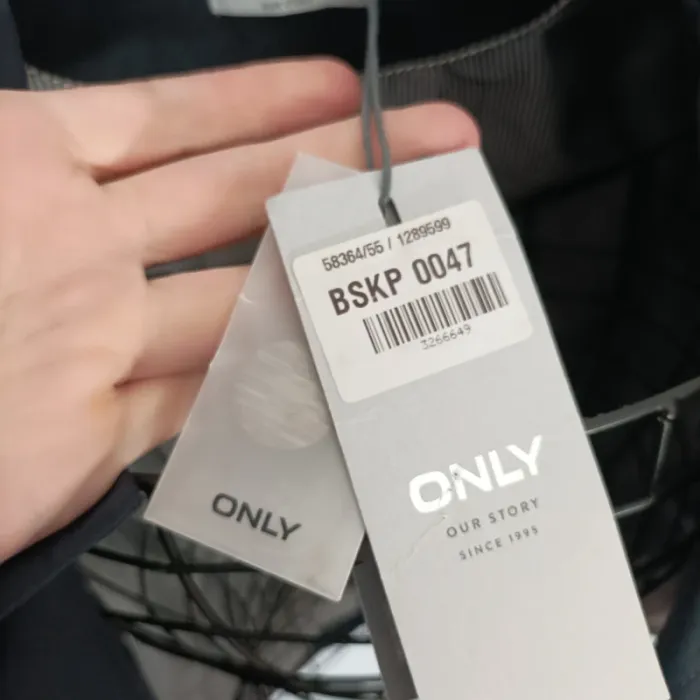 58364/55 / 1289599
BSKP 0047
3266649
ONLY
OUR STORY
SINCE 1995
ONLY